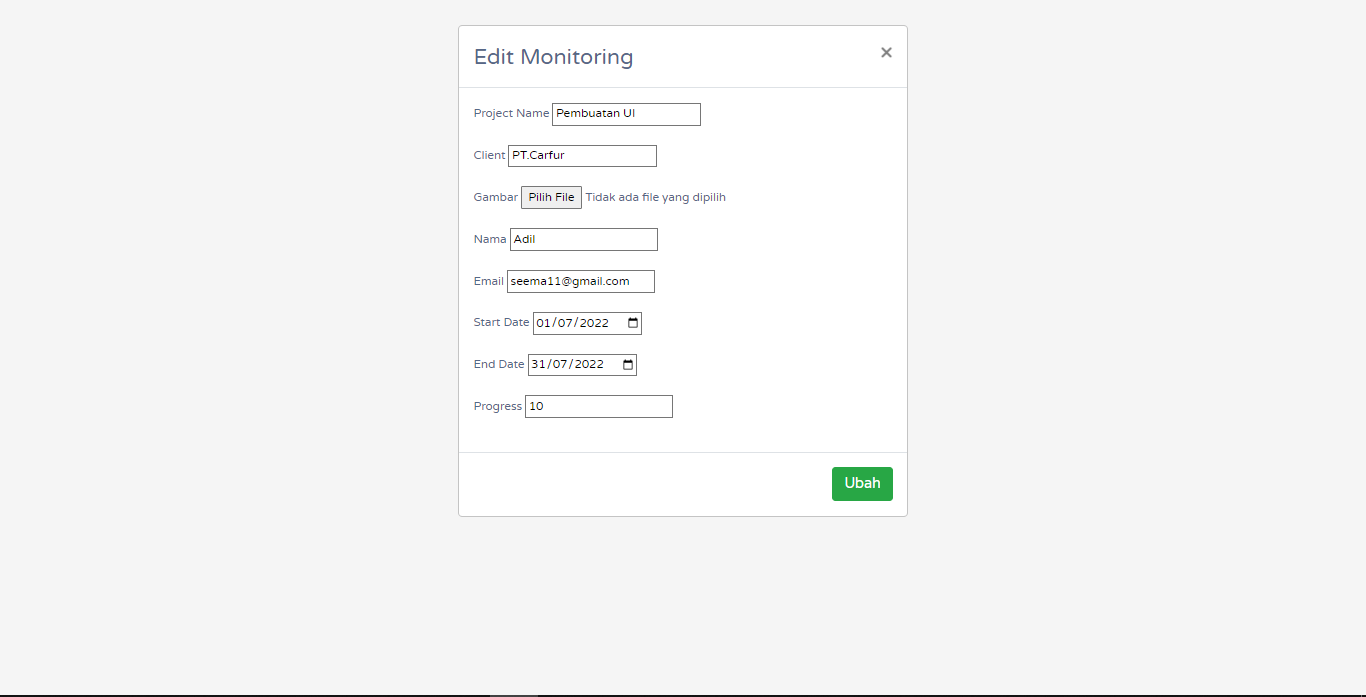 Edit Monitoring ×
Project Name Pembuatan UI
Client PT.Carfur
Gambar Pilih File Tidak ada file yang dipilih
Nama Adil
Email seema11@gmail.com
Start Date 01/07/2022
End Date 31/07/2022
Progress 10
Ubah